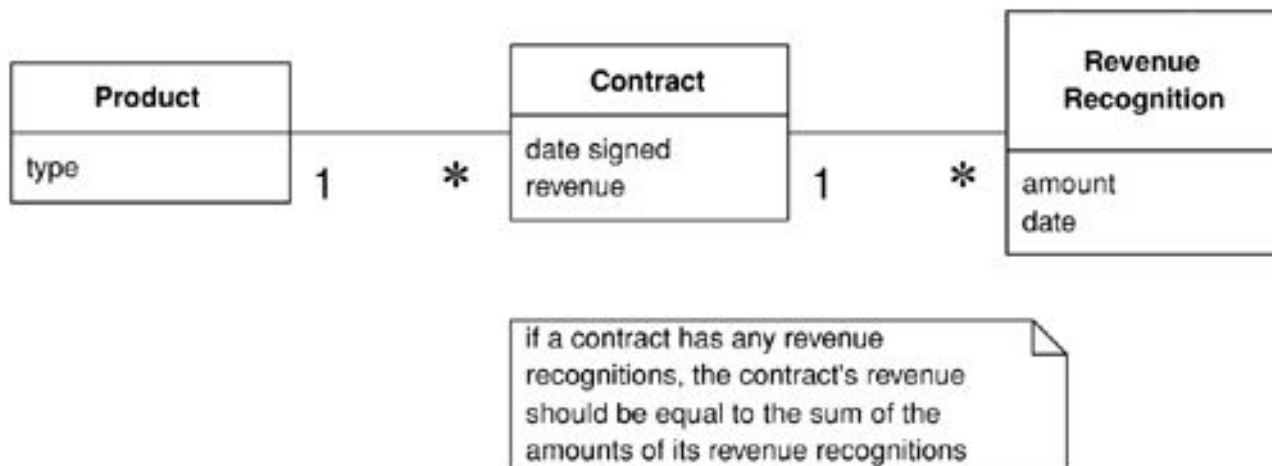 Product
type
1
*
Contract
date signed
revenue
1
*
Revenue
Recognition
amount
date
if a contract has any revenue
recognitions, the contract's revenue
should be equal to the sum of the
amounts of its revenue recognitions